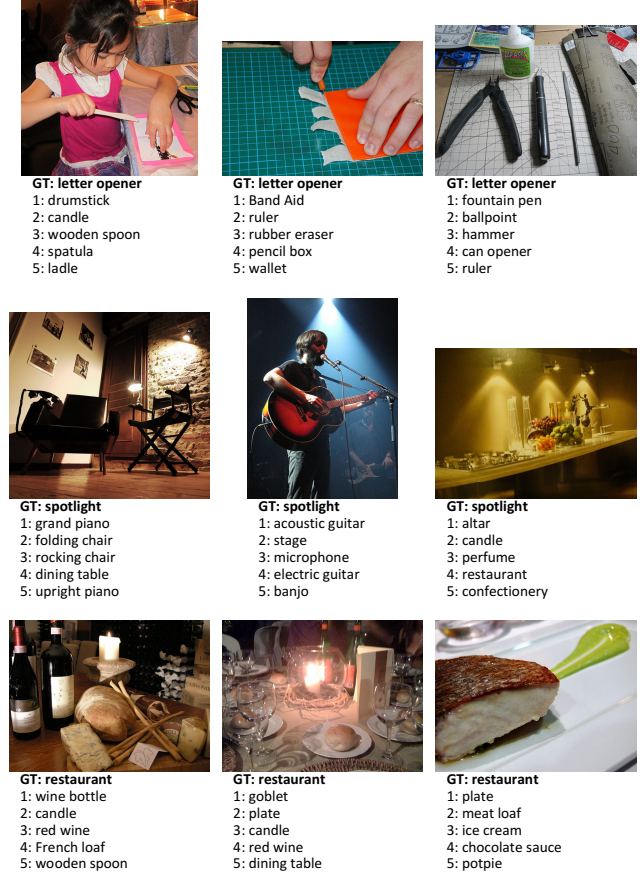 GT: letter opener
1: drumstick
2: candle
3: wooden spoon
4: spatula
5: ladle
GT: letter opener
1: Band Aid
2: ruler
3: rubber eraser
4: pencil box
5: wallet
GT: letter opener
1: fountain pen
2: ballpoint
3: hammer
4: can opener
5: ruler
GT: spotlight
1: grand piano
2: folding chair
3: rocking chair
4: dining table
5: upright piano
GT: spotlight
1: acoustic guitar
2: stage
3: microphone
4: electric guitar
5: banjo
GT: spotlight
1: altar
2: candle
3: perfume
4: restaurant
5: confectionery
GT: restaurant
1: wine bottle
2: candle
3: red wine
4: French loaf
5: wooden spoon
GT: restaurant
1: goblet
2: plate
3: candle
4: red wine
5: dining table
GT: restaurant
1: plate
2: meat loaf
3: ice cream
4: chocolate sauce
5: potpie